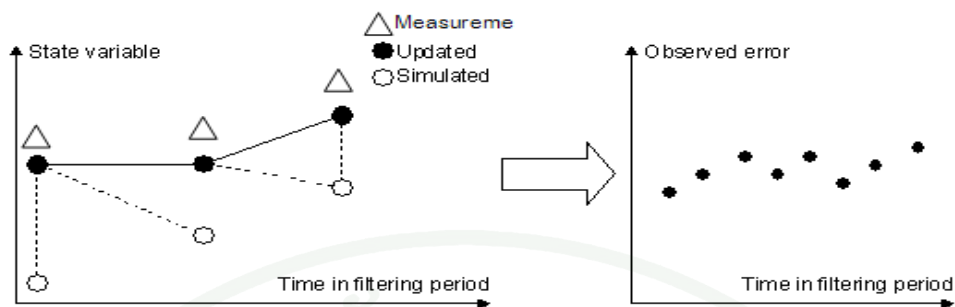 Measureme
State variable
Updated
Simulated
Time in filtering period
Observed error
Time in filtering period